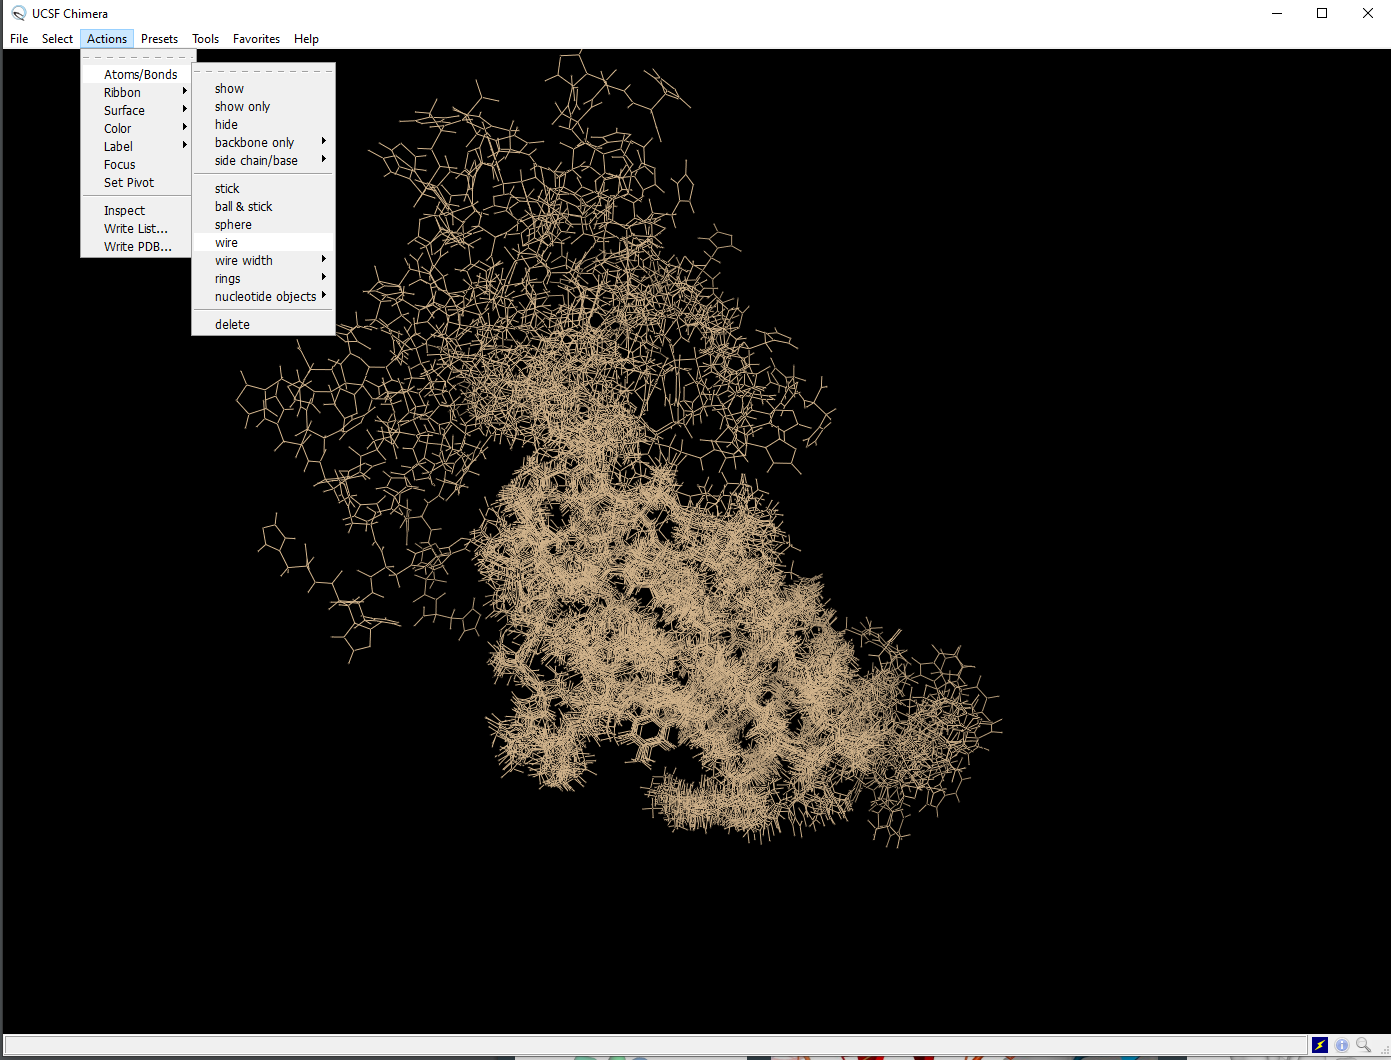 UCSF Chimera
File Select Actions Presets Tools Favorites Help
Atoms/Bonds
Ribbon
Surface
Color
Label
Focus
Set Pivot
Inspect
Write List...
Write PDB...
show
show only
hide
backbone only
side chain/base
stick
ball & stick
sphere
wire
wire width
rings
nucleotide objects
delete